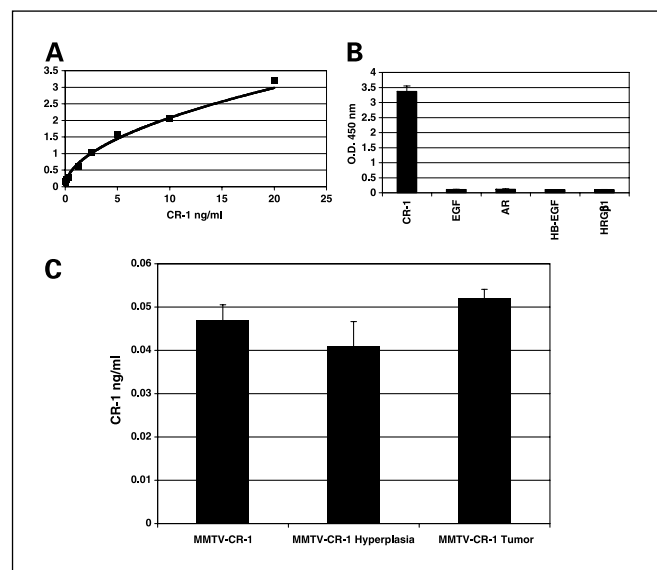 A
3.5
3
2.5
2
1.5
1
0.5
0
0 5 10 15 20 25
CR-1 ng/ml
B
O.D. 450 nm
4
3.5
3
2.5
2
1.5
1
0.5
0
CR-1
EGF
AR
HB-EGF
HRGβ1
C
CR-1 ng/ml
0.06
0.05
0.04
0.03
0.02
0.01
0
MMTV-CR-1 MMTV-CR-1 Hyperplasia MMTV-CR-1 Tumor